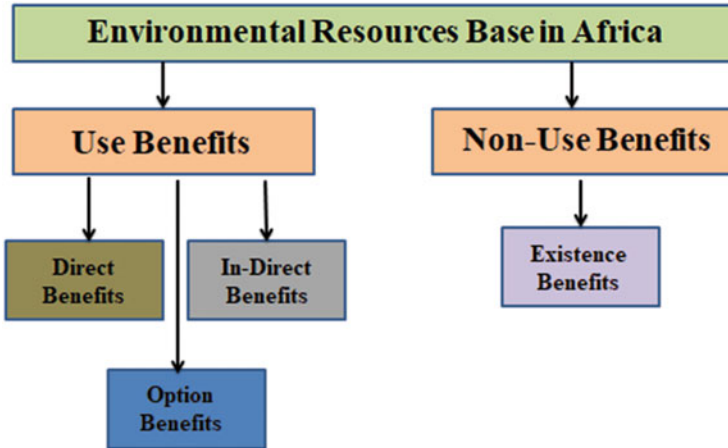 Environmental Resources Base in Africa
Use Benefits
Non-Use Benefits
Direct
Benefits
In-Direct
Benefits
Existence
Benefits
Option
Benefits